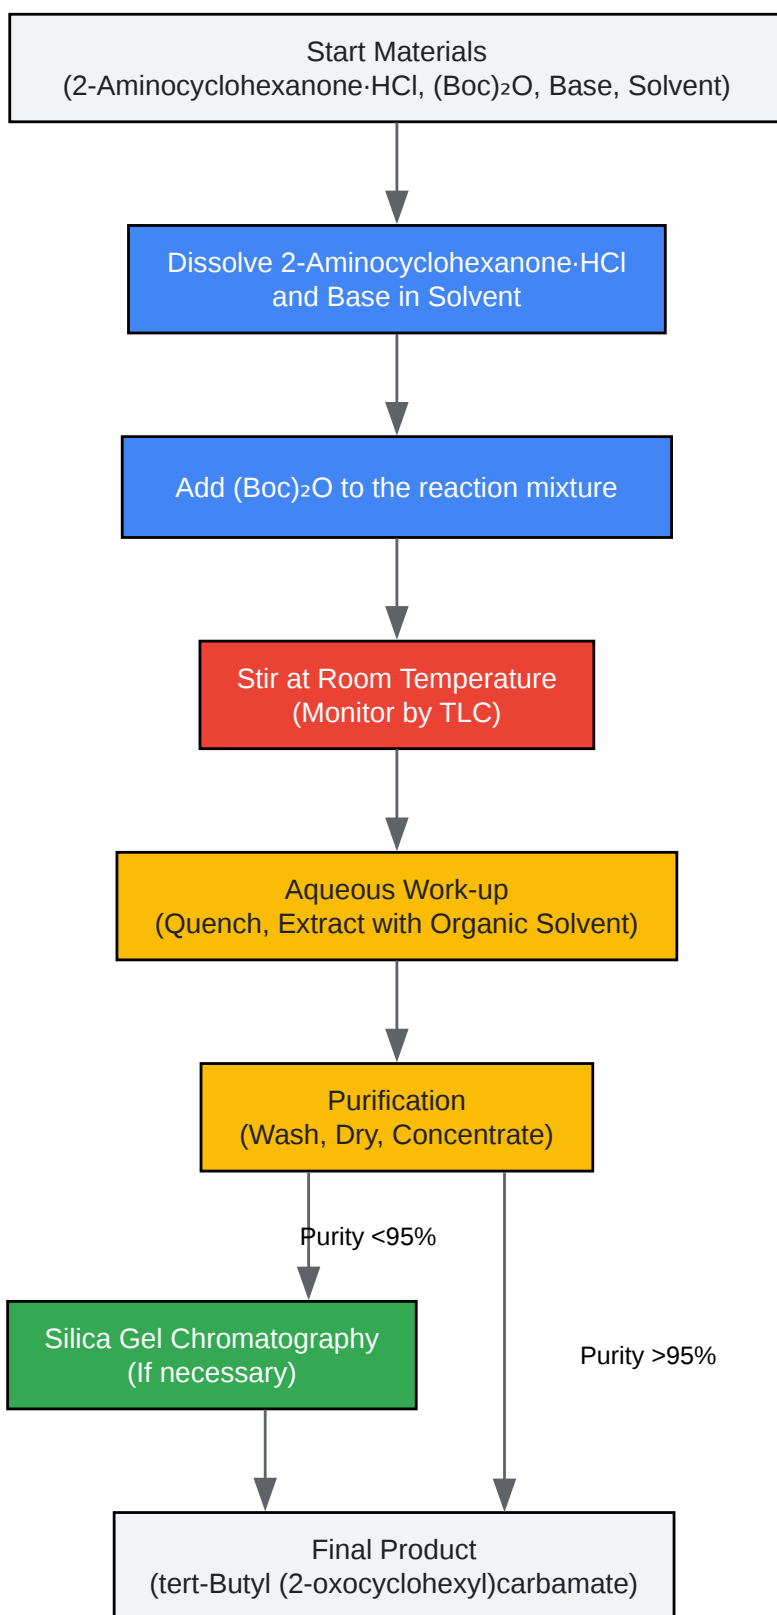 Start Materials
(2-Aminocyclohexanone·HCl, (Boc)₂O, Base, Solvent)
Dissolve 2-Aminocyclohexanone·HCl
and Base in Solvent
Add (Boc)₂O to the reaction mixture
Stir at Room Temperature
(Monitor by TLC)
Aqueous Work-up
(Quench, Extract with Organic Solvent)
Purification
(Wash, Dry, Concentrate)
Purity <95%
Silica Gel Chromatography
(If necessary)
Purity >95%
Final Product
(tert-Butyl (2-oxocyclohexyl)carbamate)